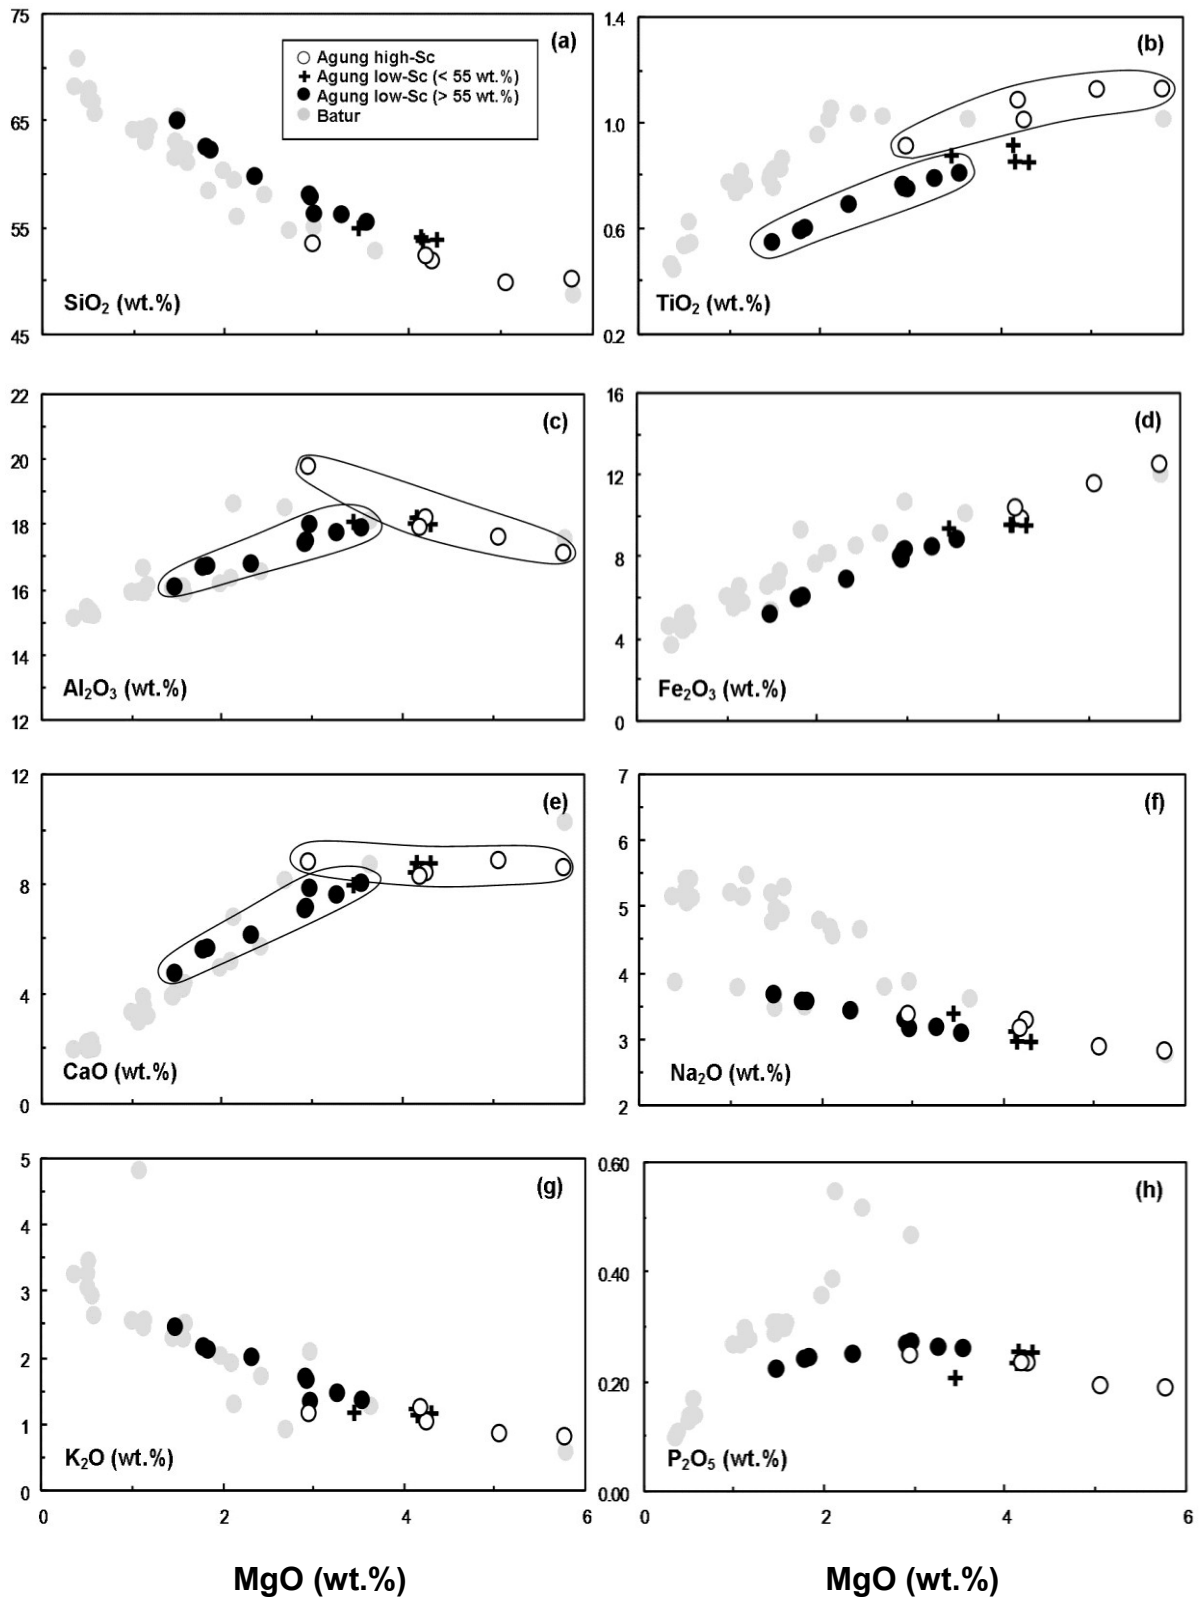 75
65
55
45
(a)
Agung high-Sc
Agung low-Sc (< 55 wt.%)
Agung low-Sc (> 55 wt.%)
Batur
SiO₂ (wt.%)
1.4
1.0
0.6
0.2
(b)
TiO₂ (wt.%)
22
20
18
16
14
12
(c)
Al₂O₃ (wt.%)
16
12
8
4
0
(d)
Fe₂O₃ (wt.%)
12
8
4
0
(e)
CaO (wt.%)
7
6
5
4
3
2
(f)
Na₂O (wt.%)
5
4
3
2
1
0
(g)
K₂O (wt.%)
0 2 4 6
MgO (wt.%)
0.60
0.40
0.20
0.00
(h)
P₂O₅ (wt.%)
0 2 4 6
MgO (wt.%)